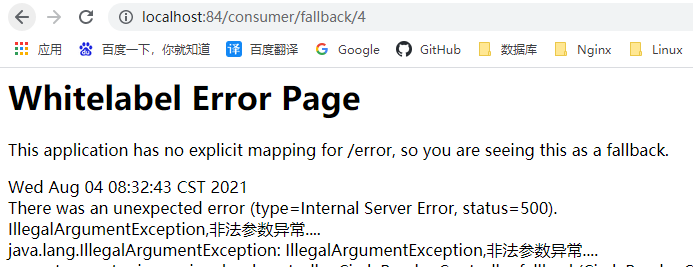 localhost:84/consumer/fallback/4
应用 百度一下，你就知道 译 百度翻译 Google GitHub 数据库 Nginx Linux
Whitelabel Error Page
This application has no explicit mapping for /error, so you are seeing this as a fallback.
Wed Aug 04 08:32:43 CST 2021
There was an unexpected error (type=Internal Server Error, status=500).
IllegalArgumentException,非法参数异常....
java.lang.IllegalArgumentException: IllegalArgumentException,非法参数异常....